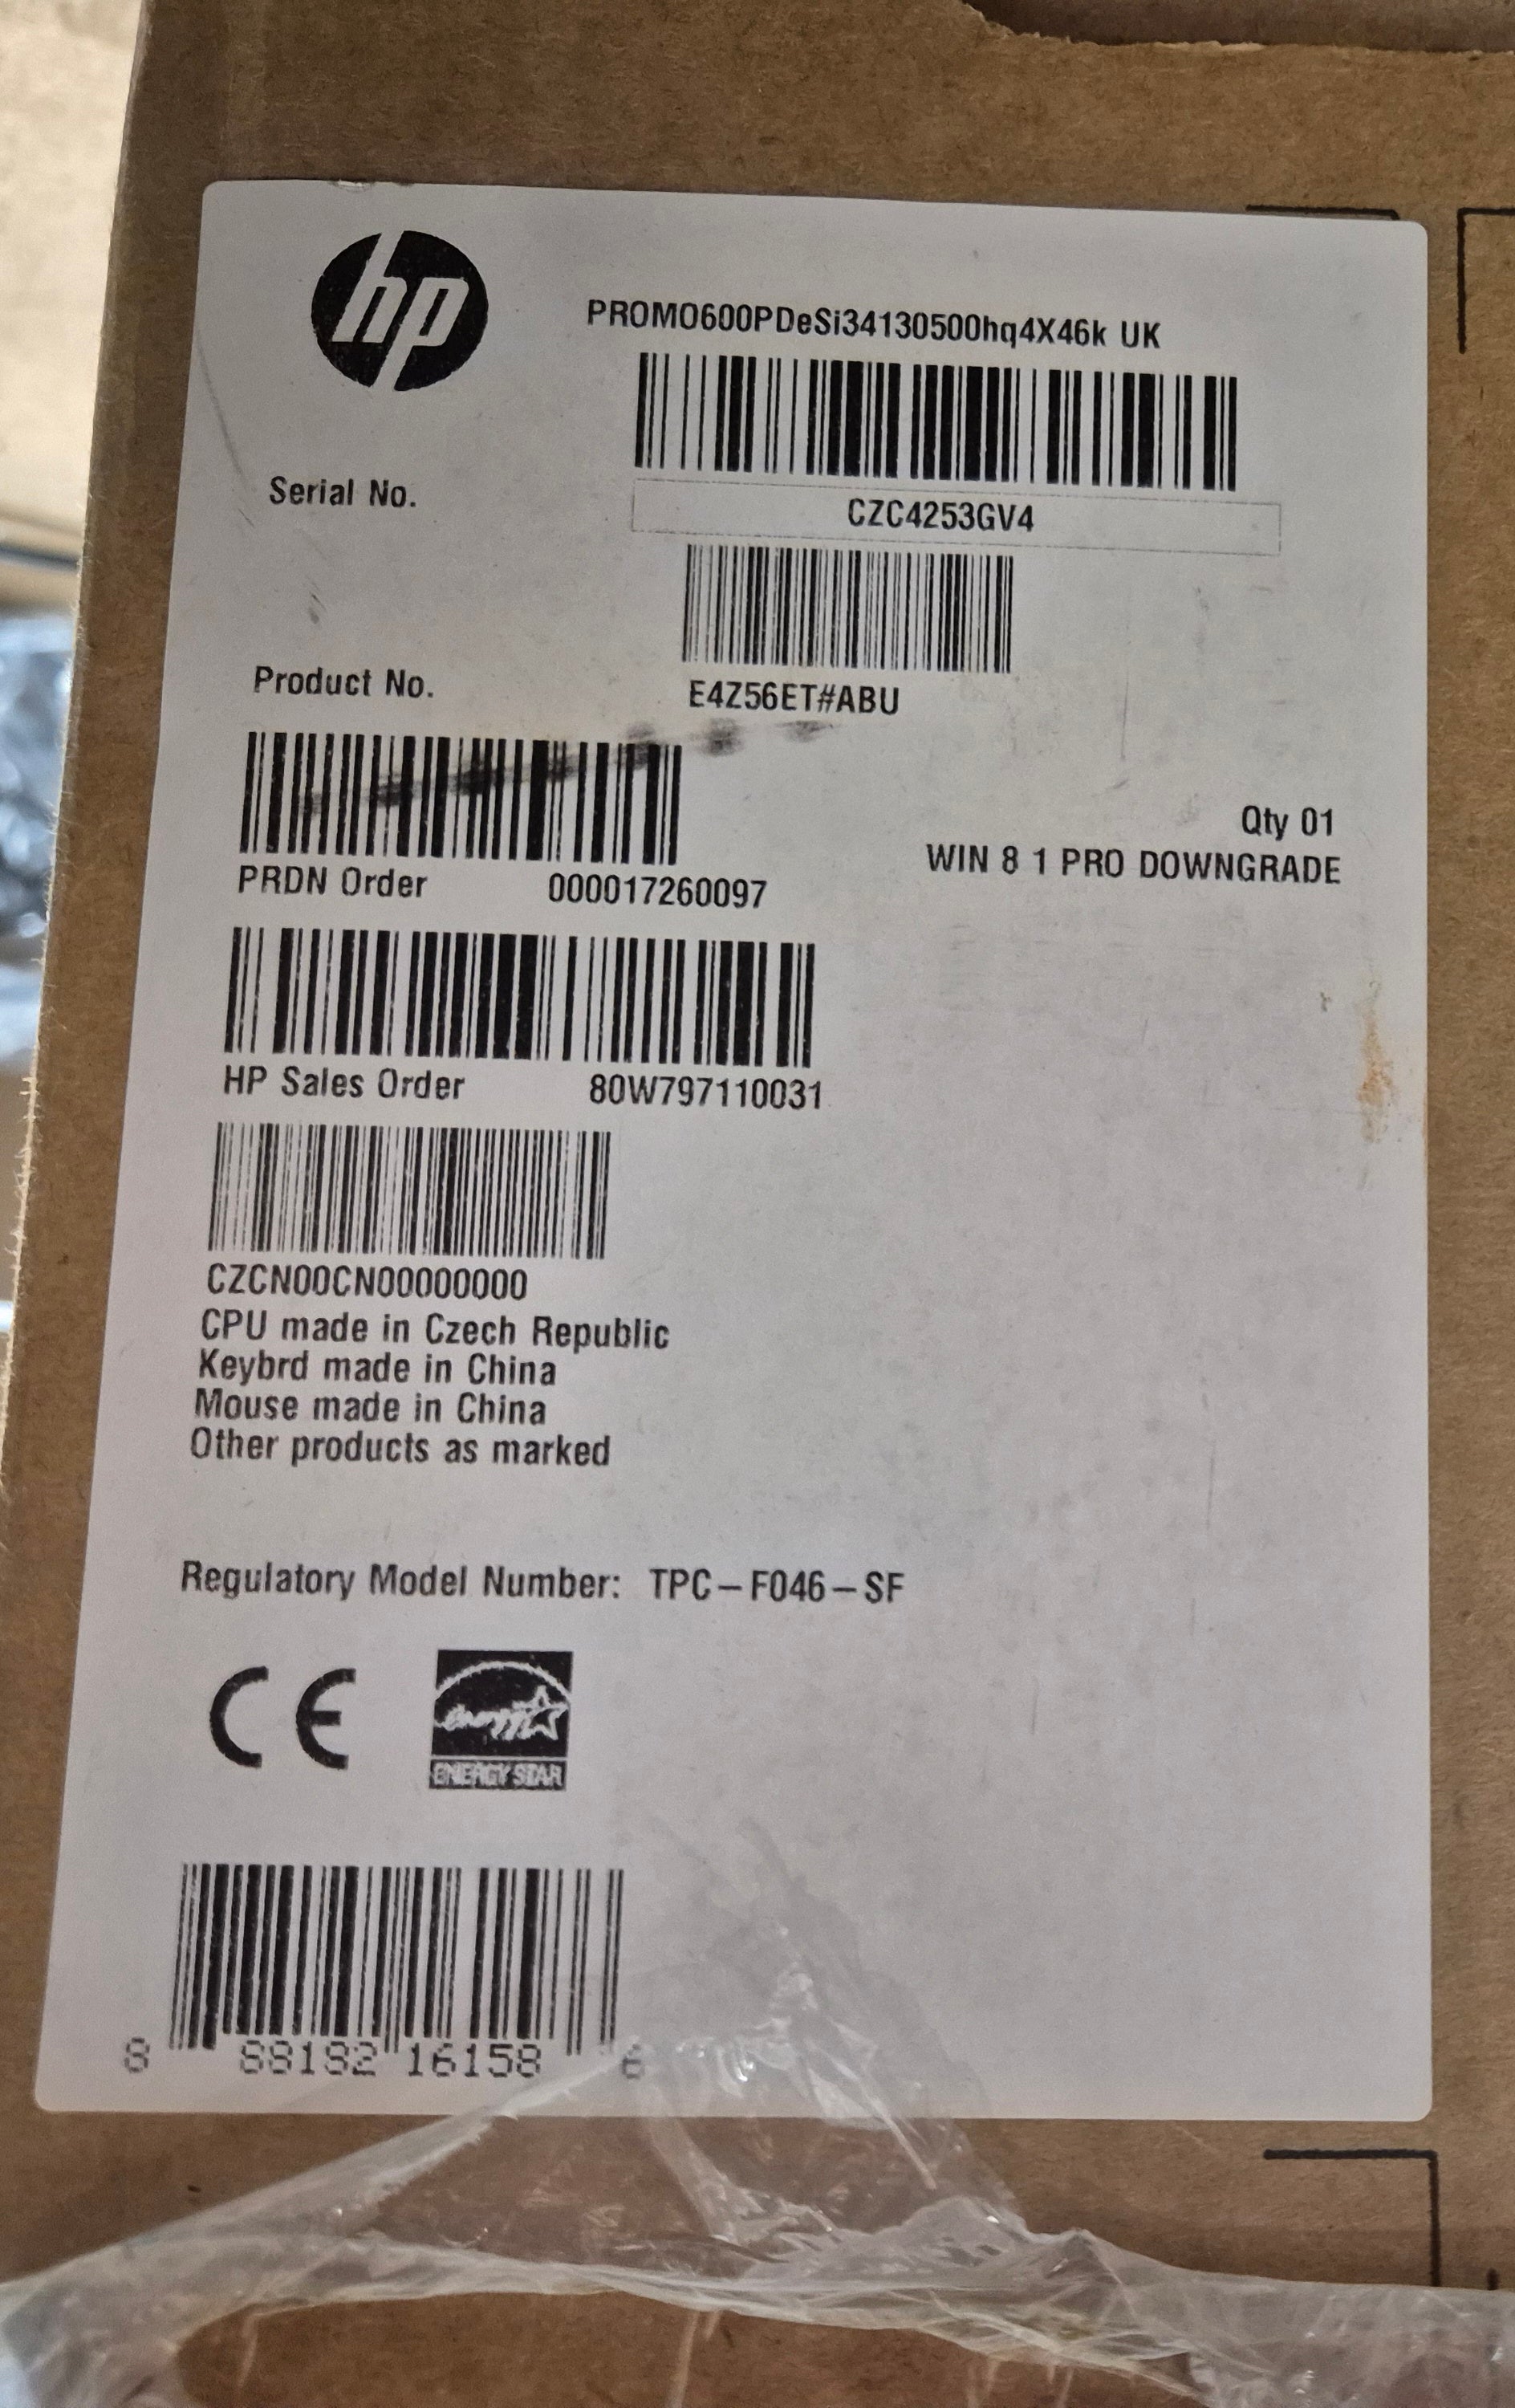 hp
PROMO600PDeSi34130500hq4X46k UK
Serial No.
CZC4253GV4
Product No.
E4Z56ET#ABU
Qty 01
WIN 8 1 PRO DOWNGRADE
PRDN Order 000017260097
HP Sales Order 80W797110031
CZCN00CN00000000
CPU made in Czech Republic
Keybrd made in China
Mouse made in China
Other products as marked
Regulatory Model Number: TPC-F046-SF
CE
energy
ENERGY STAR
8 88182 16158 6